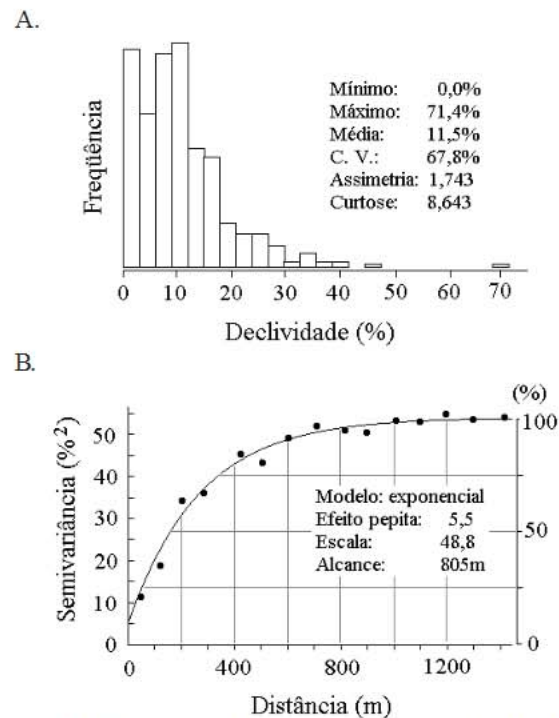 A.
Freqüência
Mínimo: 0,0%
Máximo: 71,4%
Média: 11,5%
C. V.: 67,8%
Assimetria: 1,743
Curtose: 8,643
0 10 20 30 40 50 60 70
Declividade (%)
B.
(%)
Semivariância (%²)
50
40
30
20
10
0
100
50
0
Modelo: exponencial
Efeito pepita: 5,5
Escala: 48,8
Alcance: 805m
0 400 800 1200
Distância (m)